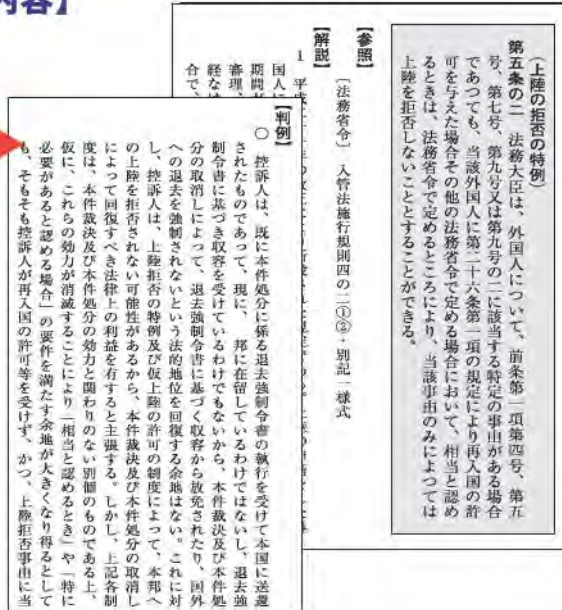 内容】
(上陸の拒否の特例)
第五条の二　法務大臣は、外国人について、前条第一項第四号、第五
号、第七号、第九号又は第九号の二に該当する特定の事由がある場合
であつても、当該外国人に第二十六条第一項の規定により再入国の許
可を与えた場合その他の法務省令で定める場合において、相当と認め
るときは、法務省令で定めるところにより、当該事由のみによつては
上陸を拒否しないこととすることができる。
【参照】
〔法務省令〕　入管法施行規則四の二①②・別記一様式
【解説】
1　平成
国人に
期間
審理、
経な
合で、
【判例】
○　控訴人は、既に本件処分に係る退去強制令書の執行を受けて本国に送還
されたものであって、現に、　邦に在留しているわけではないし、退去強
制令書に基づき収容を受けているわけでもないから、本件裁決及び本件処
分の取消しによって、退去強制令書に基づく収容から放免されたり、国外
への退去を強制されないという法的地位を回復する余地はない。これに対
し、控訴人は、上陸拒否の特例及び仮上陸の許可の制度によって、本邦へ
の上陸を拒否されない可能性があるから、本件裁決及び本件処分の取消し
によって回復すべき法律上の利益を有すると主張する。しかし、上記各制
度は、本件裁決及び本件処分の効力と関わりのない別個のものである上、
仮に、これらの効力が消滅することにより「相当と認めるとき」や「特に
必要があると認める場合」の要件を満たす余地が大きくなり得るとして
も、そもそも控訴人が再入国の許可等を受けず、かつ、上陸拒否事由に当